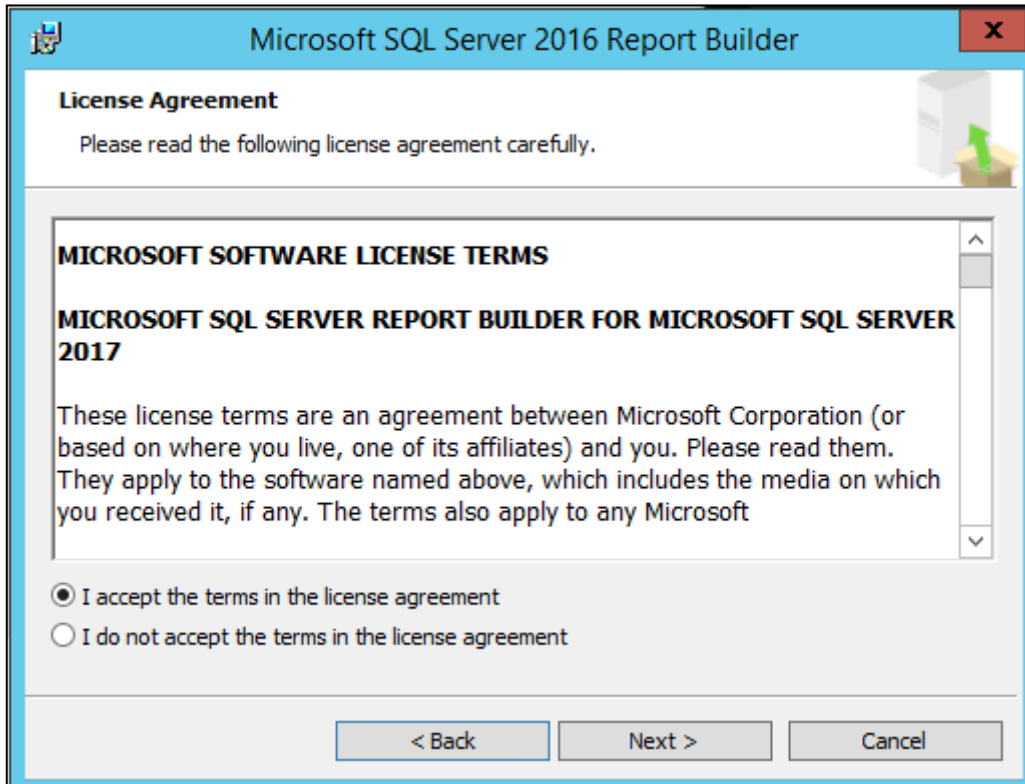 Microsoft SQL Server 2016 Report Builder
x
License Agreement
Please read the following license agreement carefully.
MICROSOFT SOFTWARE LICENSE TERMS
MICROSOFT SQL SERVER REPORT BUILDER FOR MICROSOFT SQL SERVER
2017
These license terms are an agreement between Microsoft Corporation (or
based on where you live, one of its affiliates) and you. Please read them.
They apply to the software named above, which includes the media on which
you received it, if any. The terms also apply to any Microsoft
I accept the terms in the license agreement
I do not accept the terms in the license agreement
< Back
Next >
Cancel